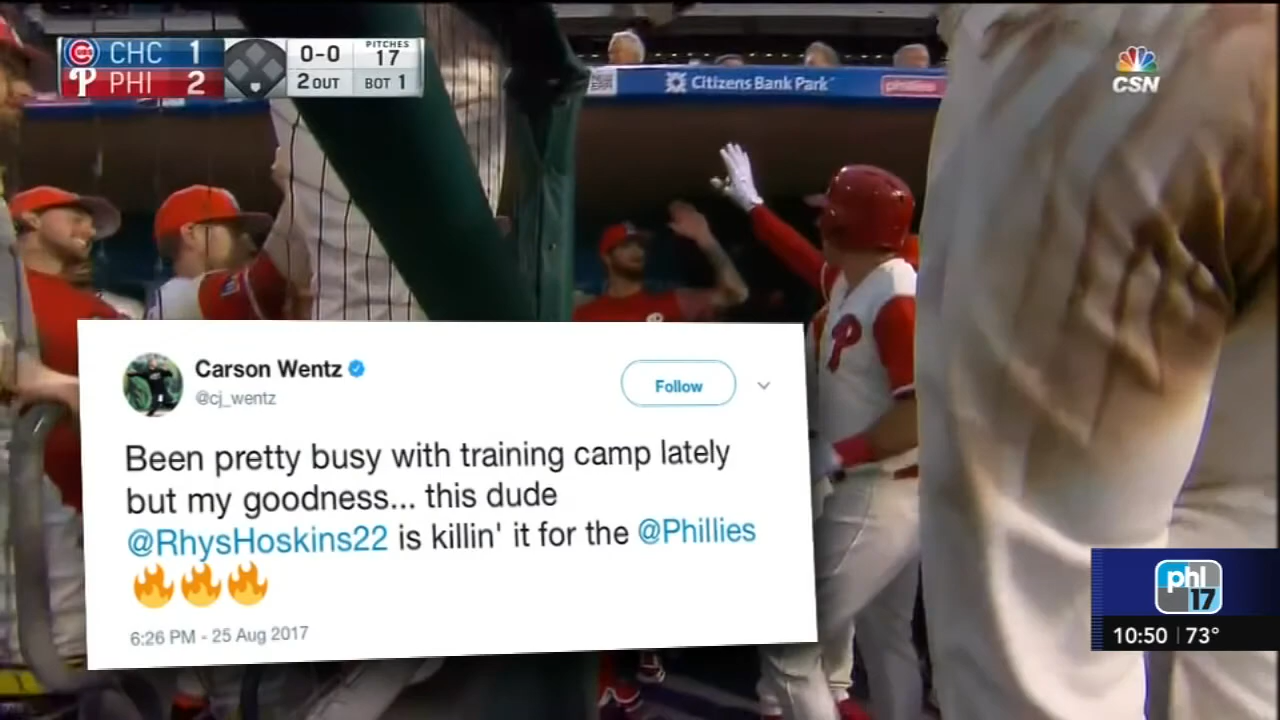 CHC 1
PHI 2
0-0
PITCHES
17
2 OUT
BOT 1
Citizens Bank Park
phillies
CSN
P
Carson Wentz
@cj_wentz
Follow
Been pretty busy with training camp lately
but my goodness... this dude
@RhysHoskins22 is killin' it for the @Phillies
🔥🔥🔥
6:26 PM - 25 Aug 2017
phl
17
10:50 | 73°